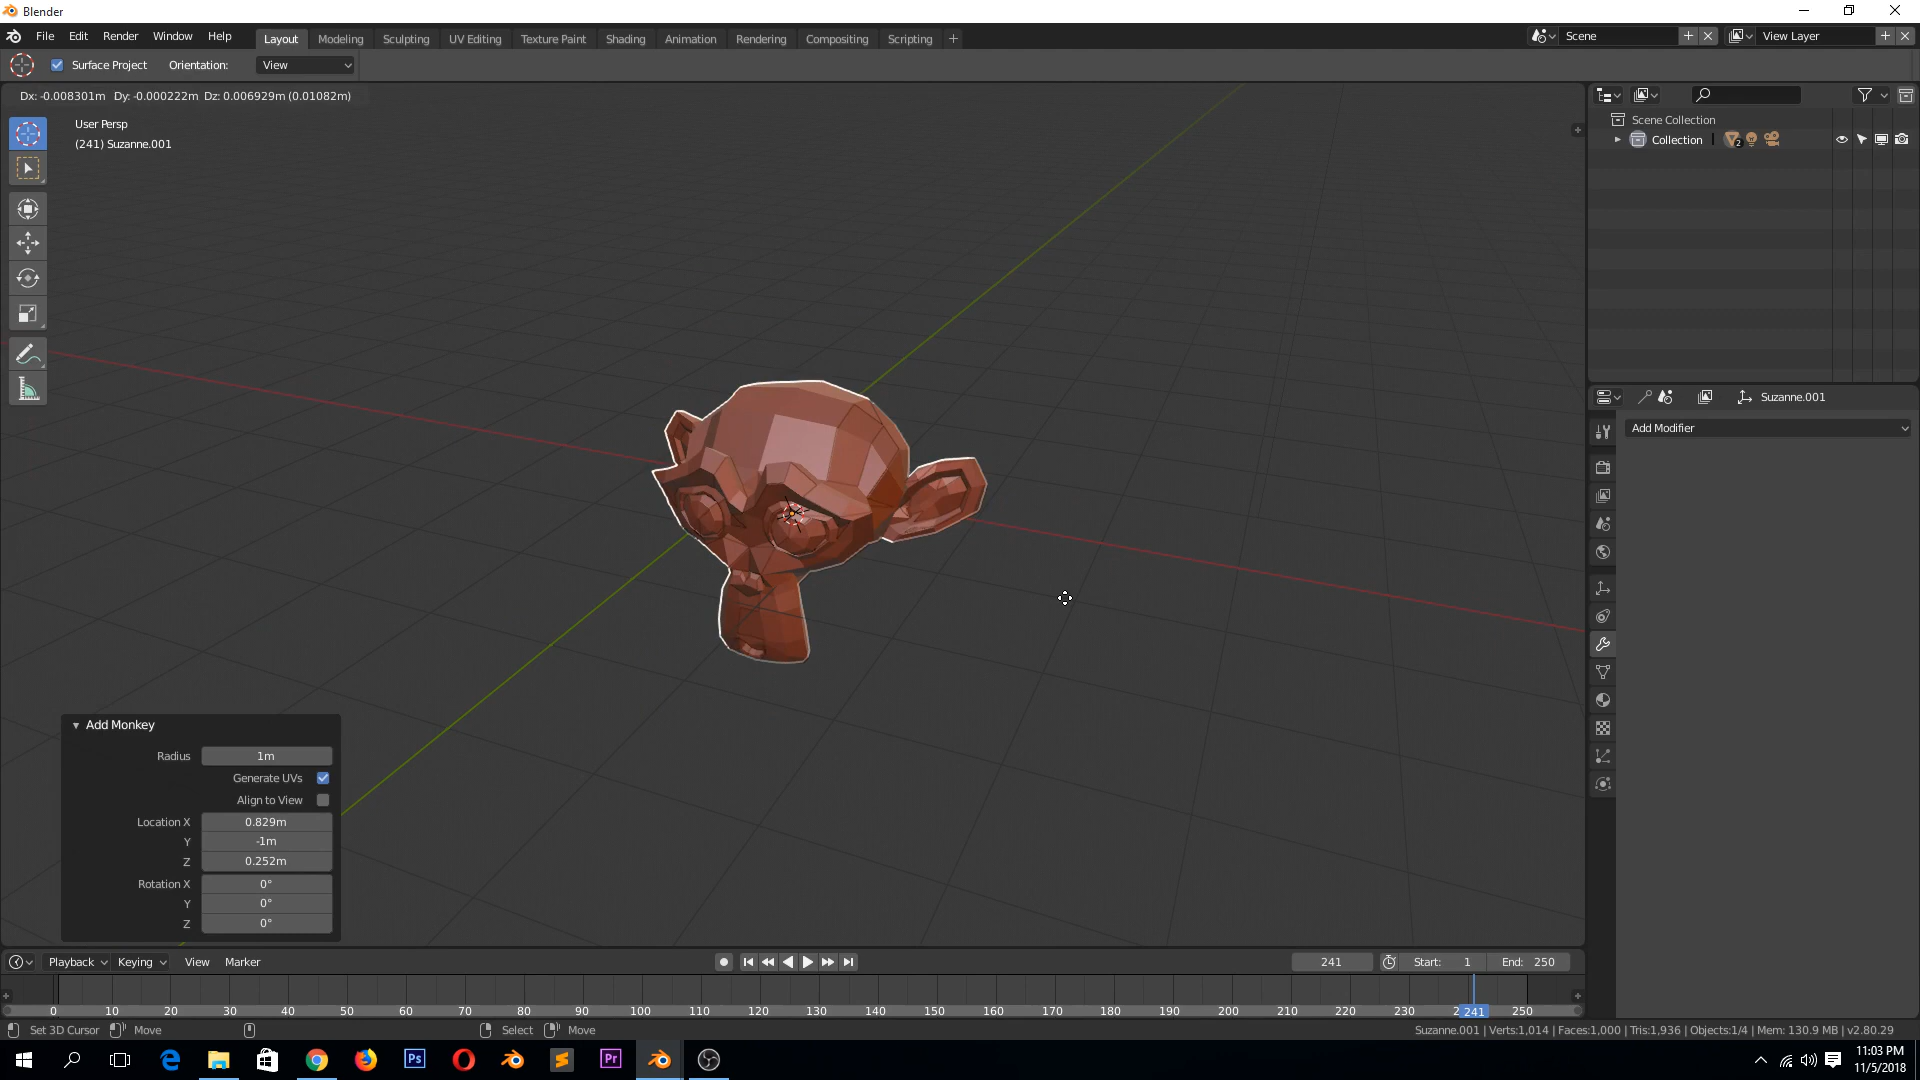 Blender
File Edit Render Window Help
Layout Modeling Sculpting UV Editing Texture Paint Shading Animation Rendering Compositing Scripting
Scene
View Layer
Surface Project Orientation: View
Dx: -0.008301m Dy: -0.000222m Dz: 0.006929m (0.01082m)
User Persp
(241) Suzanne.001
Scene Collection
Collection 2
Suzanne.001
Add Modifier
Add Monkey
Radius 1m
Generate UVs
Align to View
Location X 0.829m
Y -1m
Z 0.252m
Rotation X 0°
Y 0°
Z 0°
Playback Keying View Marker
241 Start: 1 End: 250
0 10 20 30 40 50 60 70 80 90 100 110 120 130 140 150 160 170 180 190 200 210 220 230 2 241 250
Set 3D Cursor Move Select Move
Suzanne.001 | Verts:1,014 | Faces:1,000 | Tris:1,936 | Objects:1/4 | Mem: 130.9 MB | v2.80.29
Ps
Pr
11:03 PM
11/5/2018